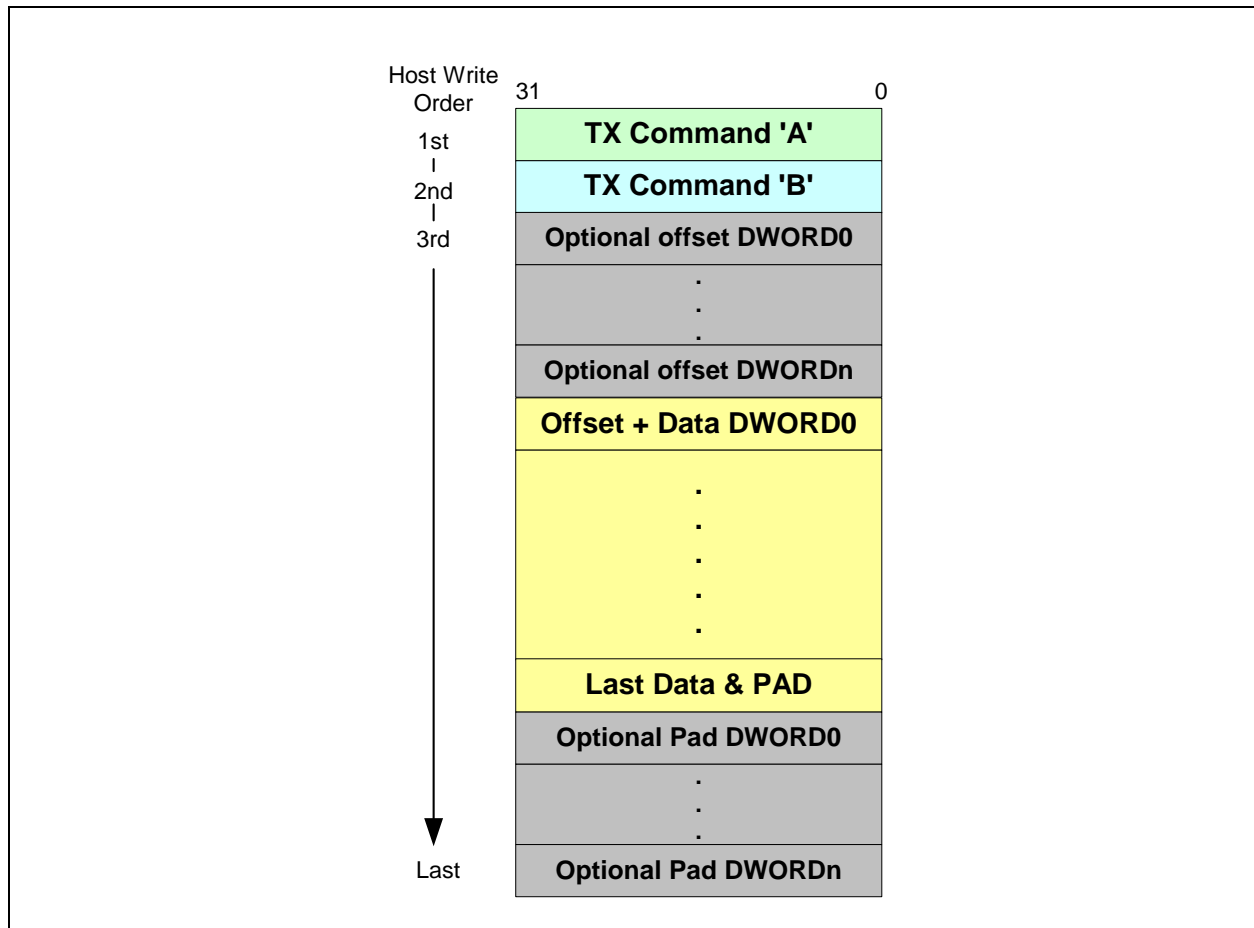 Host Write
Order
31 0
1st
TX Command 'A'
2nd
TX Command 'B'
3rd
Optional offset DWORD0
.
.
.
Optional offset DWORDn
Offset + Data DWORD0
.
.
.
.
.
Last Data & PAD
Optional Pad DWORD0
.
.
.
Last
Optional Pad DWORDn